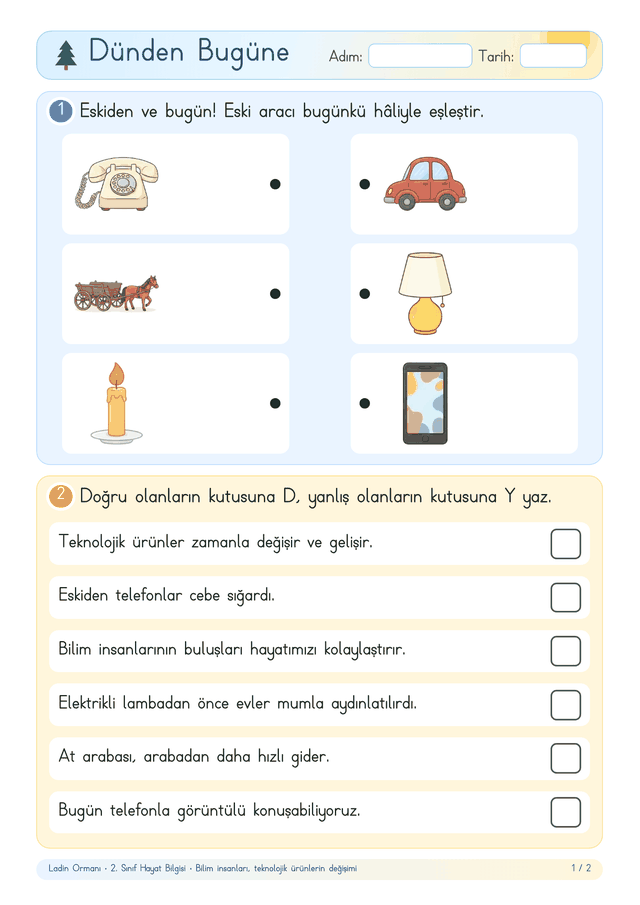 Dünden Bugüne
Adım:
Tarih:
1 Eskiden ve bugün! Eski aracı bugünkü hâliyle eşleştir.
2 Doğru olanların kutusuna D, yanlış olanların kutusuna Y yaz.
Teknolojik ürünler zamanla değişir ve gelişir.
Eskiden telefonlar cebe sığardı.
Bilim insanlarının buluşları hayatımızı kolaylaştırır.
Elektrikli lambadan önce evler mumla aydınlatılırdı.
At arabası, arabadan daha hızlı gider.
Bugün telefonla görüntülü konuşabiliyoruz.
Ladin Ormanı • 2. Sınıf Hayat Bilgisi • Bilim insanları, teknolojik ürünlerin değişimi
1 / 2